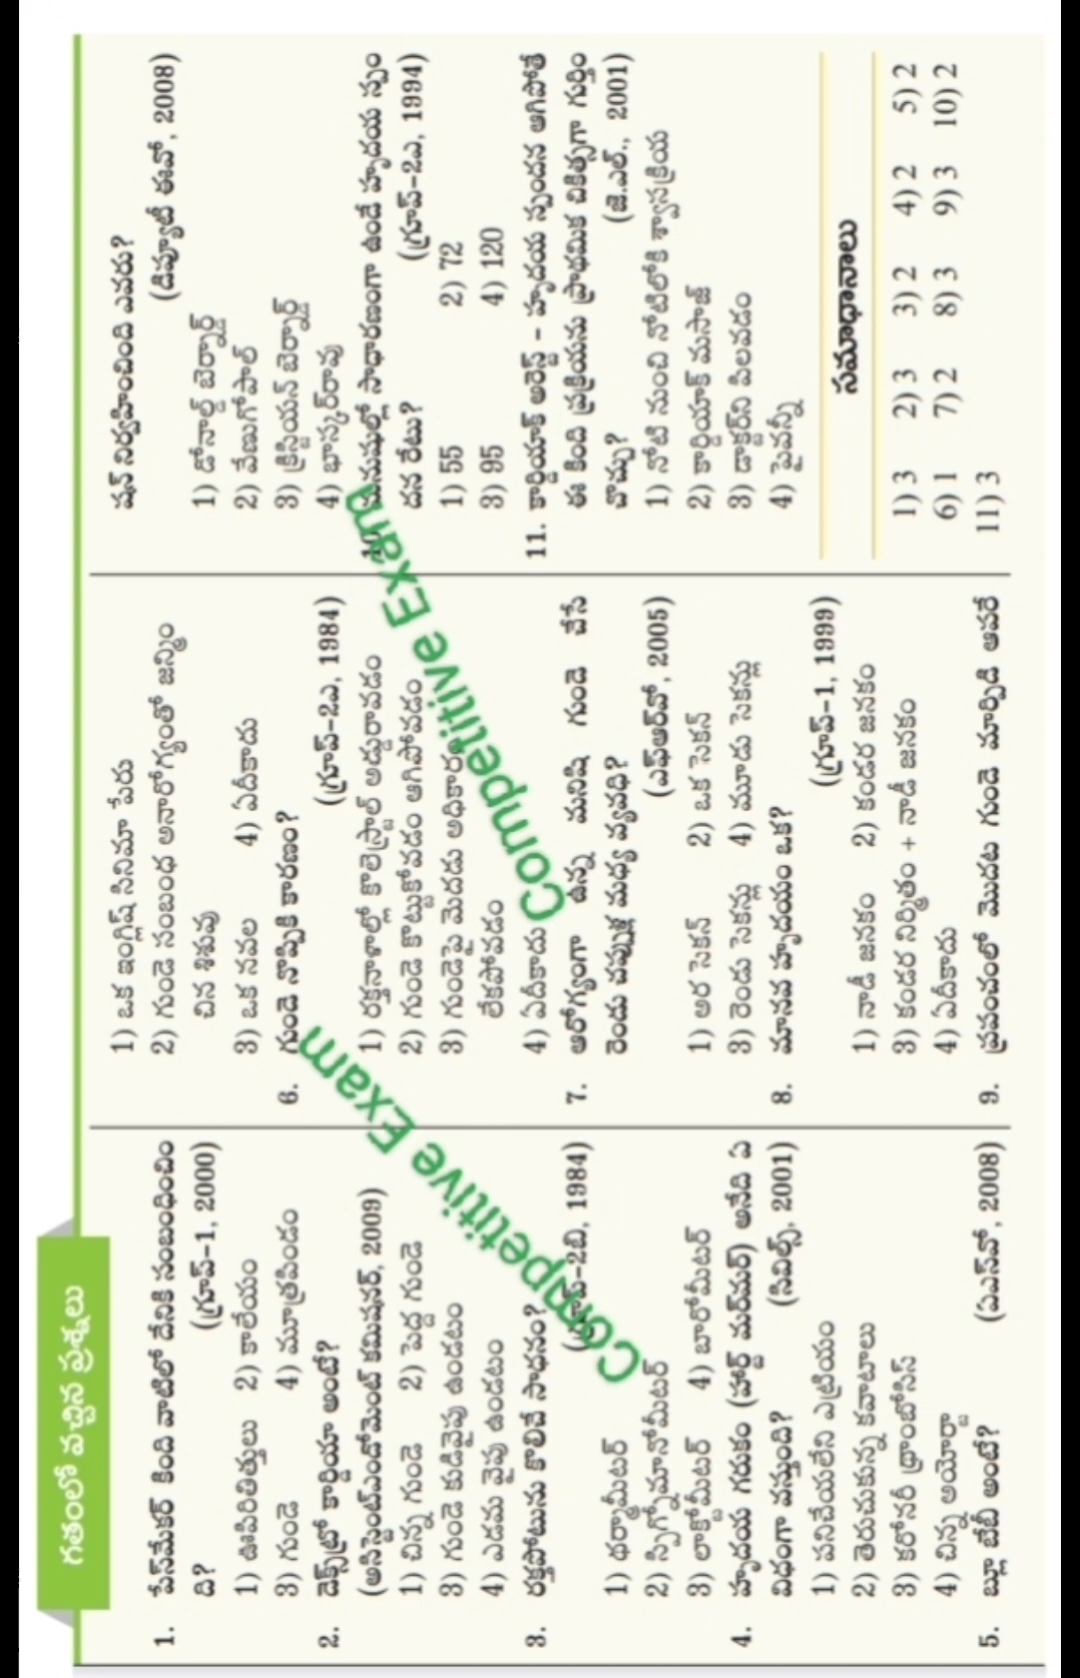 గతంలో వచ్చిన ప్రశ్నలు
1. పేస్‌మేకర్ కింది వాటిలో దేనికి సంబంధించిం
ది? (గ్రూప్-1, 2000)
1) ఊపిరితిత్తులు 2) కాలేయం
3) గుండె 4) మూత్రపిండం
2. డెక్స్‌ట్రో కార్డియా అంటే?
(అసిస్టెంట్ఎండోమెంట్ కమిషనర్, 2009)
1) చిన్న గుండె 2) పెద్ద గుండె
3) గుండె కుడివైపు ఉండటం
4) ఎడమ వైపు ఉండటం
3. రక్తపోటును కొలిచే సాధనం?
(గ్రూప్-2బి, 1984)
1) థర్మామీటర్
2) స్పిగ్మోమానోమీటర్
3) లాక్టోమీటర్ 4) బారోమీటర్
4. హృదయ గదుకం (హార్ట్ మర్‌మర్) అనేది ఏ
విధంగా వస్తుంది? (సివిల్స్, 2001)
1) పనిచేయలేని ఎట్రియం
2) తెరుచుకున్న కవాటాలు
3) కరోనరీ థ్రాంబోసిస్
4) చిన్న అయోర్టా
5. బ్లూ బేబీ అంటే? (ఏఎస్‌వో, 2008)
1) ఒక ఇంగ్లిష్ సినిమా పేరు
2) గుండె సంబంధ అనారోగ్యంతో జన్మిం
చిన శిశువు
3) ఒక నవల 4) ఏదీకాదు
6. గుండె నొప్పికి కారణం?
(గ్రూప్-2ఎ, 1984)
1) రక్తనాళాల్లో కొలెస్ట్రాల్ అడ్డురావడం
2) గుండె కొట్టుకోవడం ఆగిపోవడం
3) గుండెపై మెదడు అధికారం
లేకపోవడం
4) ఏదీకాదు
7. ఆరోగ్యంగా ఉన్న మనిషి గుండె చేసే
రెండు చప్పుళ్ల మధ్య వ్యవధి?
(ఎఫ్ఆర్‌వో, 2005)
1) అర సెకన్ 2) ఒక సెకన్
3) రెండు సెకన్లు 4) మూడు సెకన్లు
8. మానవ హృదయం ఒక?
(గ్రూప్-1, 1999)
1) నాడీ జనకం 2) కండర జనకం
3) కండర నిర్మితం + నాడీ జనకం
4) ఏదీకాదు
9. ప్రపంచంలో మొదట గుండె మార్పిడి ఆపరే
షన్ నిర్వహించింది ఎవరు?
(డిప్యూటీ ఈవో, 2008)
1) డోనాల్డ్ బెర్నార్డ్
2) వేణుగోపాల్
3) క్రిస్టియన్ బెర్నార్డ్
4) భాస్కర్‌రావు
10. మనుషుల్లో సాధారణంగా ఉండే హృదయ స్పం
దన రేటు? (గ్రూప్-2ఎ, 1994)
1) 55 2) 72
3) 95 4) 120
11. కార్డియాక్ అరెస్ట్ - హృదయ స్పందన ఆగిపోతే
ఈ కింది ప్రక్రియను ప్రాథమిక చికిత్సగా గుర్తిం
చొచ్చు? (జె.ఎల్., 2001)
1) నోటి నుంచి నోటిలోకి శ్వాసక్రియ
2) కార్డియాక్ మసాజ్
3) డాక్టర్‌ని పిలవడం
4) పైవన్నీ
సమాధానాలు
1) 3 2) 3 3) 2 4) 2 5) 2
6) 1 7) 2 8) 3 9) 3 10) 2
11) 3
Competitive Exam
Competitive Exam